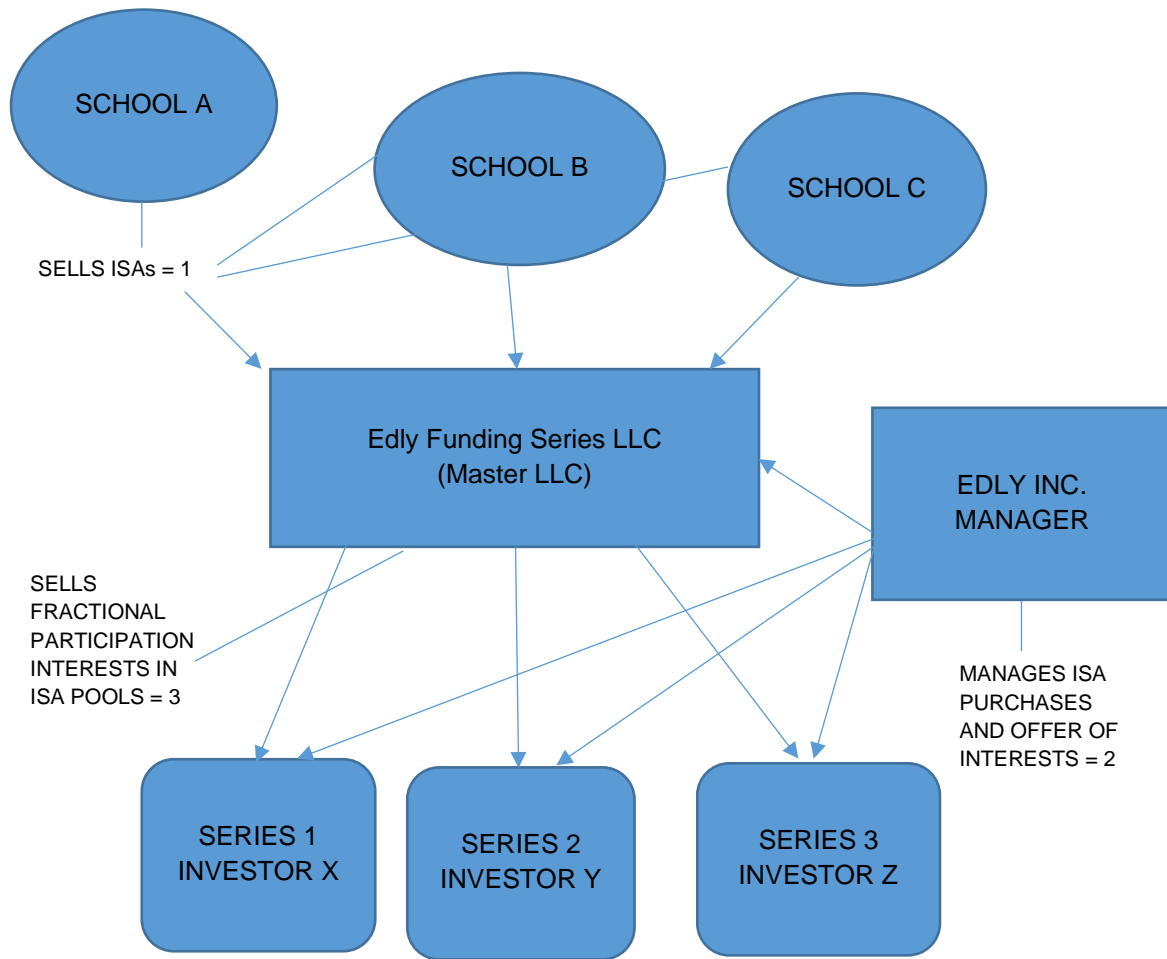 SCHOOL A
SCHOOL B
SCHOOL C
SELLS ISAs = 1
Edly Funding Series LLC
(Master LLC)
EDLY INC.
MANAGER
SELLS
FRACTIONAL
PARTICIPATION
INTERESTS IN
ISA POOLS = 3
MANAGES ISA
PURCHASES
AND OFFER OF
INTERESTS = 2
SERIES 1
INVESTOR X
SERIES 2
INVESTOR Y
SERIES 3
INVESTOR Z